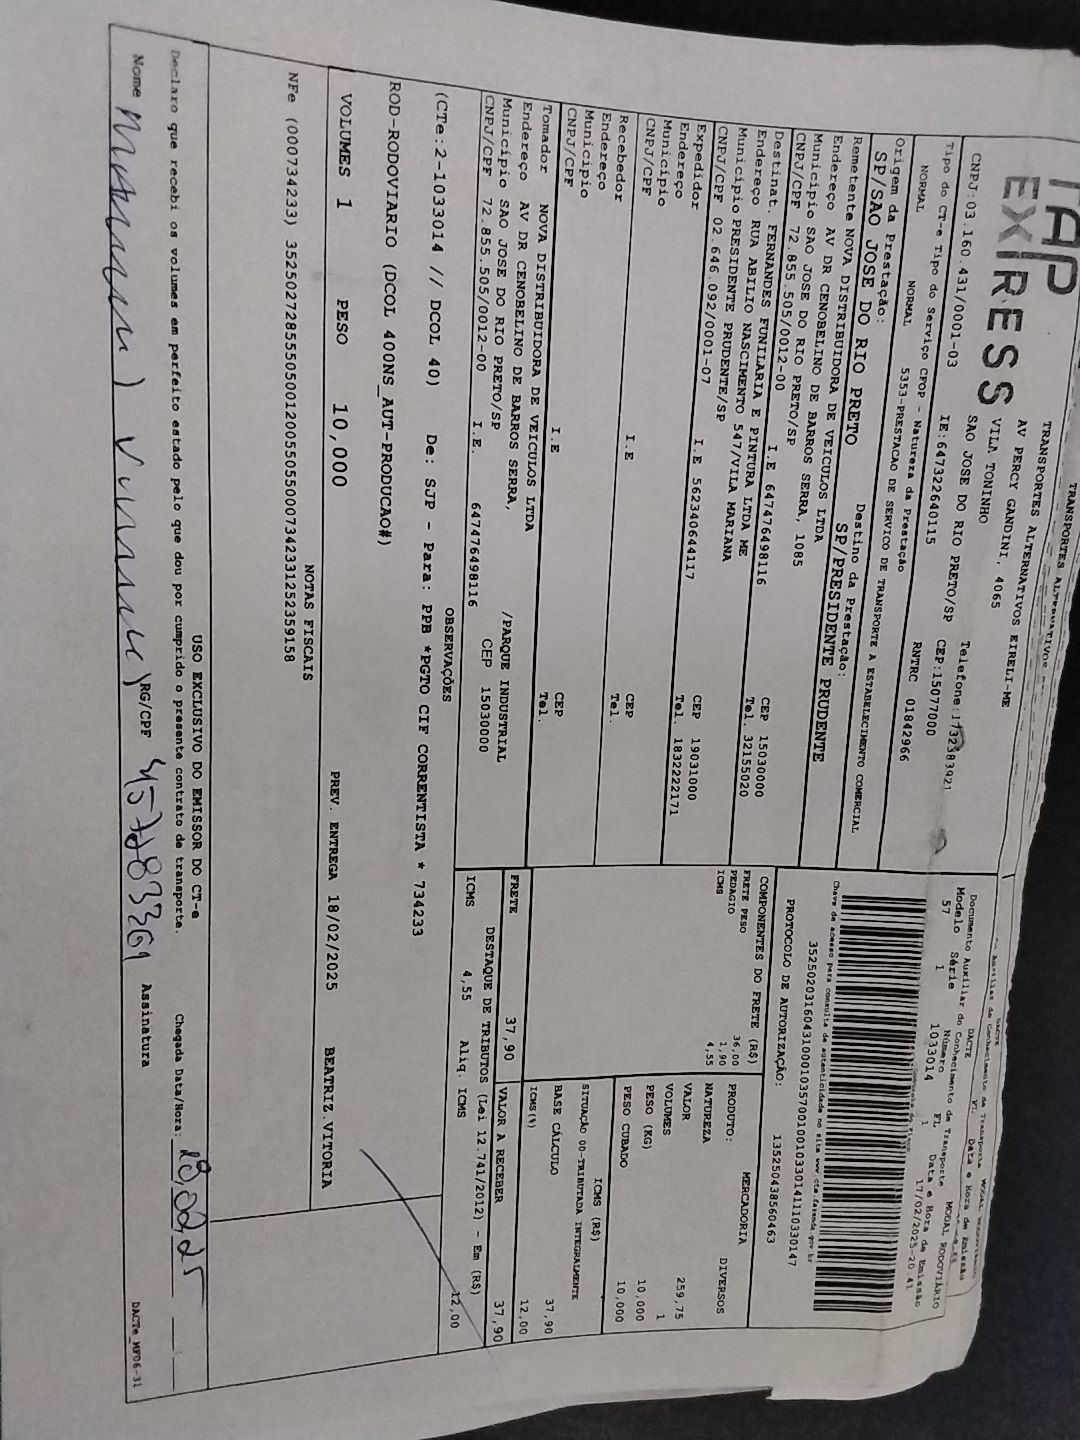 TRANSPORTES ALTERNATIVOS
TAP
EXPRESS
TRANSPORTES ALTERNATIVOS EIRELI-ME
AV PERCY GANDINI, 4065
VILA TONINHO
SAO JOSE DO RIO PRETO/SP CEP:15077000
CNPJ:03.160.431/0001-03 IE:647322640115 Telefone:1732383921
Tipo do CT-e Tipo do Serviço CFOP - Natureza da Prestação RNTRC 01842966
NORMAL NORMAL 5353-PRESTACAO DE SERVICO DE TRANSPORTE A ESTABELECIMENTO COMERCIAL
Origem da Prestação: Destino da Prestação:
SP/SAO JOSE DO RIO PRETO SP/PRESIDENTE PRUDENTE
Remetente NOVA DISTRIBUIDORA DE VEICULOS LTDA
Endereço AV DR CENOBELINO DE BARROS SERRA, 1085
Município SAO JOSE DO RIO PRETO/SP CEP 15030000
CNPJ/CPF 72.855.505/0012-00 I.E 647476498116 Tel. 32155020
Destinat. FERNANDES FUNILARIA E PINTURA LTDA ME
Endereço RUA ABILIO NASCIMENTO 547/VILA MARIANA
Município PRESIDENTE PRUDENTE/SP CEP 19031000
CNPJ/CPF 02.646.092/0001-07 I.E 562340644117 Tel. 1832222171
Expedidor
Endereço
Município CEP
CNPJ/CPF I.E Tel.
Recebedor
Endereço
Município CEP
CNPJ/CPF I.E Tel.
Tomador NOVA DISTRIBUIDORA DE VEICULOS LTDA
Endereço AV DR CENOBELINO DE BARROS SERRA, /PARQUE INDUSTRIAL
Município SAO JOSE DO RIO PRETO/SP CEP 15030000
CNPJ/CPF 72.855.505/0012-00 I.E. 647476498116
DACTE
Documento Auxiliar do Conhecimento de Transporte MODAL RODOVIÁRIO
Modelo Série Número FL Data e Hora de Emissão
57 1 1033014 1 17/02/2025-20:41
Chave de acesso para consulta de autenticidade no site www.cte.fazenda.gov.br
35250203160431000103570010010330141110330147
PROTOCOLO DE AUTORIZAÇÃO: 135250438560463
COMPONENTES DO FRETE (R$)
FRETE PESO 36,00
PEDAGIO 1,90
ICMS 4,55
PRODUTO: MERCADORIA
NATUREZA DIVERSOS
VALOR 259,75
VOLUMES 1
PESO (KG) 10,000
PESO CUBADO 10,000
ICMS (R$)
SITUAÇÃO 00-TRIBUTADA INTEGRALMENTE
BASE CÁLCULO 37,90
ICMS(%) 12,00
FRETE 37,90 VALOR A RECEBER 37,90
DESTAQUE DE TRIBUTOS (Lei 12.741/2012) - Em (R$)
ICMS 4,55 Aliq. ICMS 12,00
OBSERVAÇÕES
(CTe:2-1033014 // DCOL 40) De: SJP - Para: PPB *PGTO CIF CORRENTISTA * 734233
ROD-RODOVIARIO (DCOL 400NS_AUT-PRODUCAO#)
VOLUMES 1 PESO 10,000 PREV. ENTREGA 18/02/2025 BEATRIZ.VITORIA
NOTAS FISCAIS
NFe (000734233) 35250272855505001200550550007342331252359158
USO EXCLUSIVO DO EMISSOR DO CT-e
Declaro que recebi os volumes em perfeito estado pelo que dou por cumprido o presente contrato de transporte. Chegada Data/Hora: 18,02,25
Nome RG/CPF Assinatura
DACTe_MF06-31